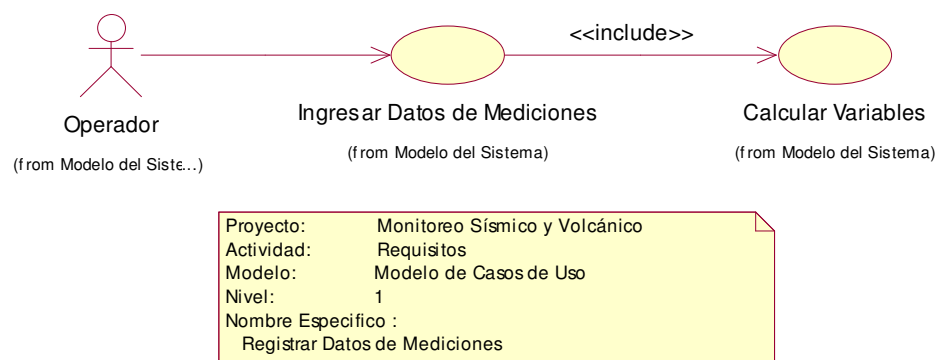 <<include>>
Operador
(from Modelo del Siste...)
Ingresar Datos de Mediciones
(from Modelo del Sistema)
Calcular Variables
(from Modelo del Sistema)
Proyecto: Monitoreo Sísmico y Volcánico
Actividad: Requisitos
Modelo: Modelo de Casos de Uso
Nivel: 1
Nombre Especifico :
Registrar Datos de Mediciones